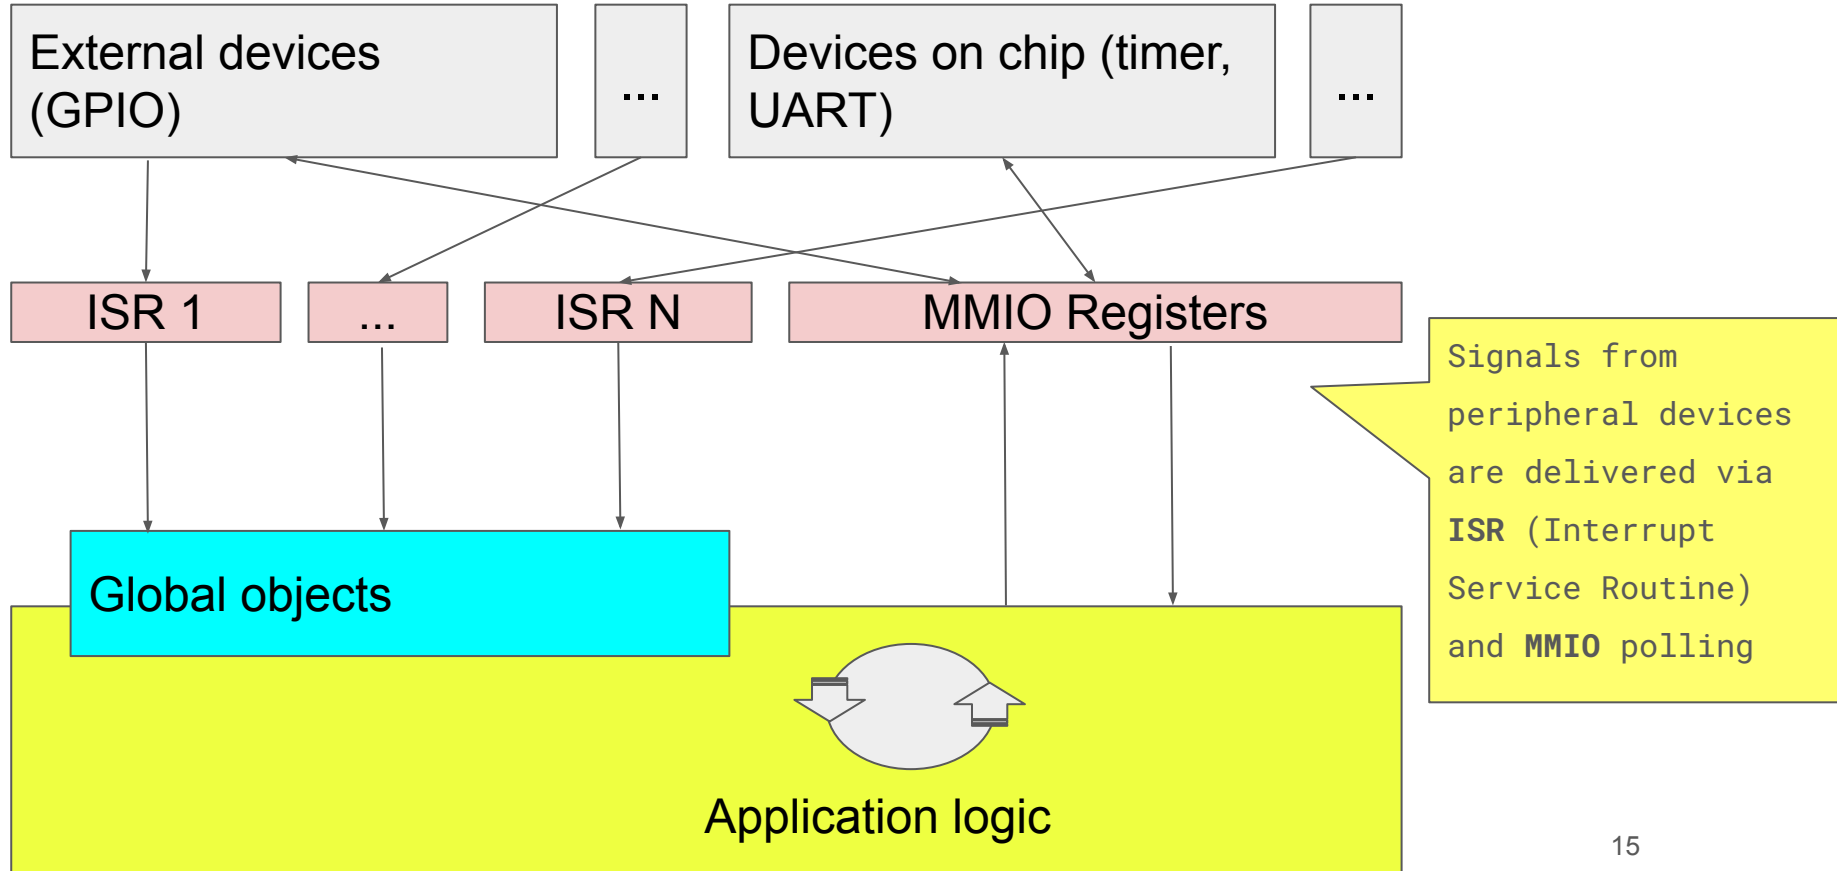 External devices
(GPIO)
...
Devices on chip (timer,
UART)
...
ISR 1
...
ISR N
MMIO Registers
Signals from
peripheral devices
are delivered via
ISR (Interrupt
Service Routine)
and MMIO polling
Global objects
Application logic
15